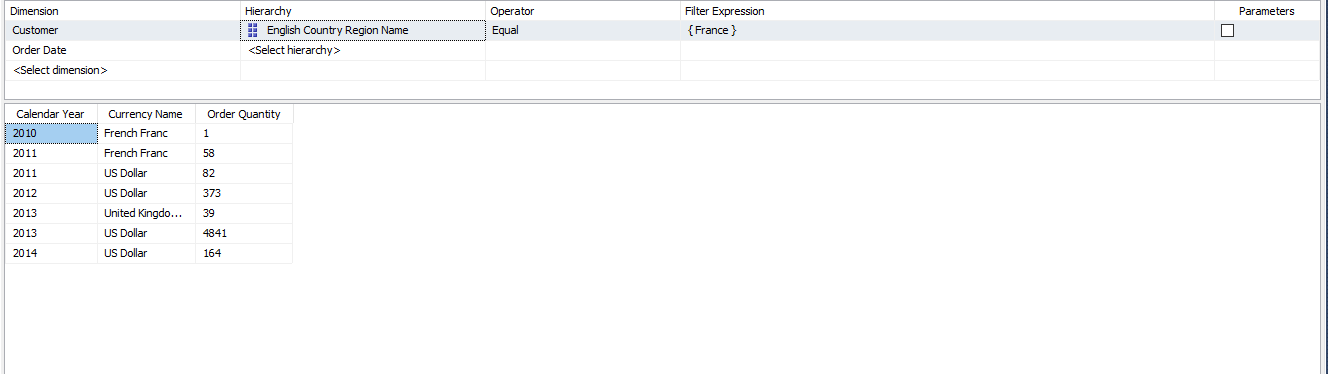 Dimension Hierarchy Operator Filter Expression Parameters
Customer English Country Region Name Equal { France }
Order Date <Select hierarchy>
<Select dimension>
Calendar Year Currency Name Order Quantity
2010 French Franc 1
2011 French Franc 58
2011 US Dollar 82
2012 US Dollar 373
2013 United Kingdo... 39
2013 US Dollar 4841
2014 US Dollar 164